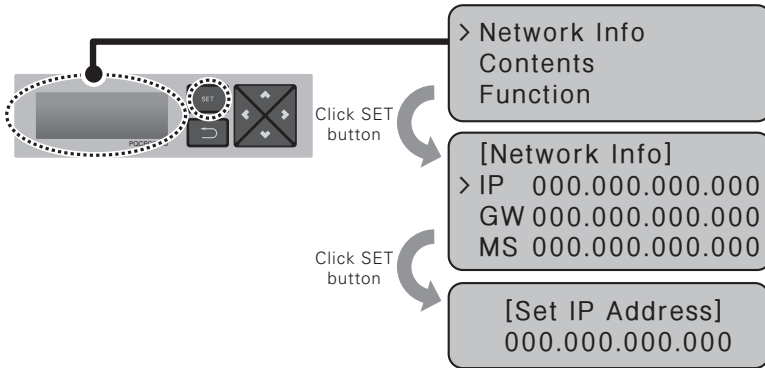 > Network Info
Contents
Function
SET
Click SET
button
[Network Info]
> IP 000.000.000.000
GW 000.000.000.000
MS 000.000.000.000
Click SET
button
[Set IP Address]
000.000.000.000